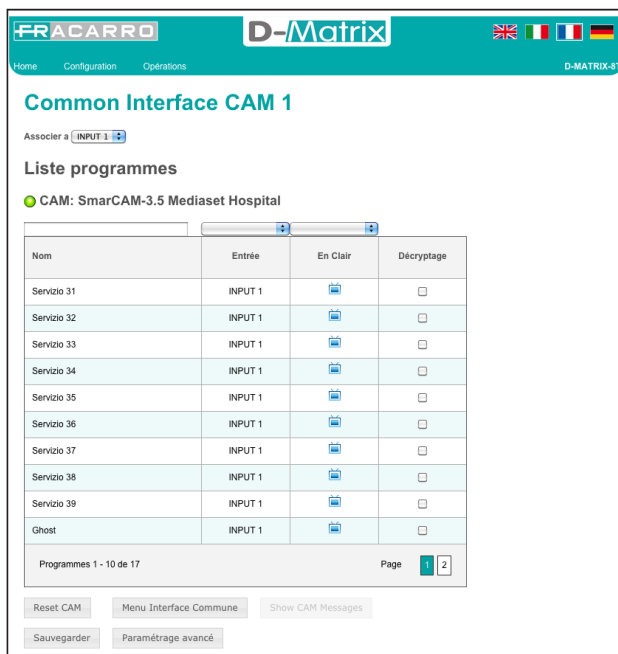 FRACARRO D-Matrix
Home Configuration Opérations D-MATRIX-8T
Common Interface CAM 1
Associer a INPUT 1
Liste programmes
CAM: SmarCAM-3.5 Mediaset Hospital
Nom Entrée En Clair Décryptage
Servizio 31 INPUT 1
Servizio 32 INPUT 1
Servizio 33 INPUT 1
Servizio 34 INPUT 1
Servizio 35 INPUT 1
Servizio 36 INPUT 1
Servizio 37 INPUT 1
Servizio 38 INPUT 1
Servizio 39 INPUT 1
Ghost INPUT 1
Programmes 1 - 10 de 17 Page 1 2
Reset CAM Menu Interface Commune Show CAM Messages
Sauvegarder Paramétrage avancé